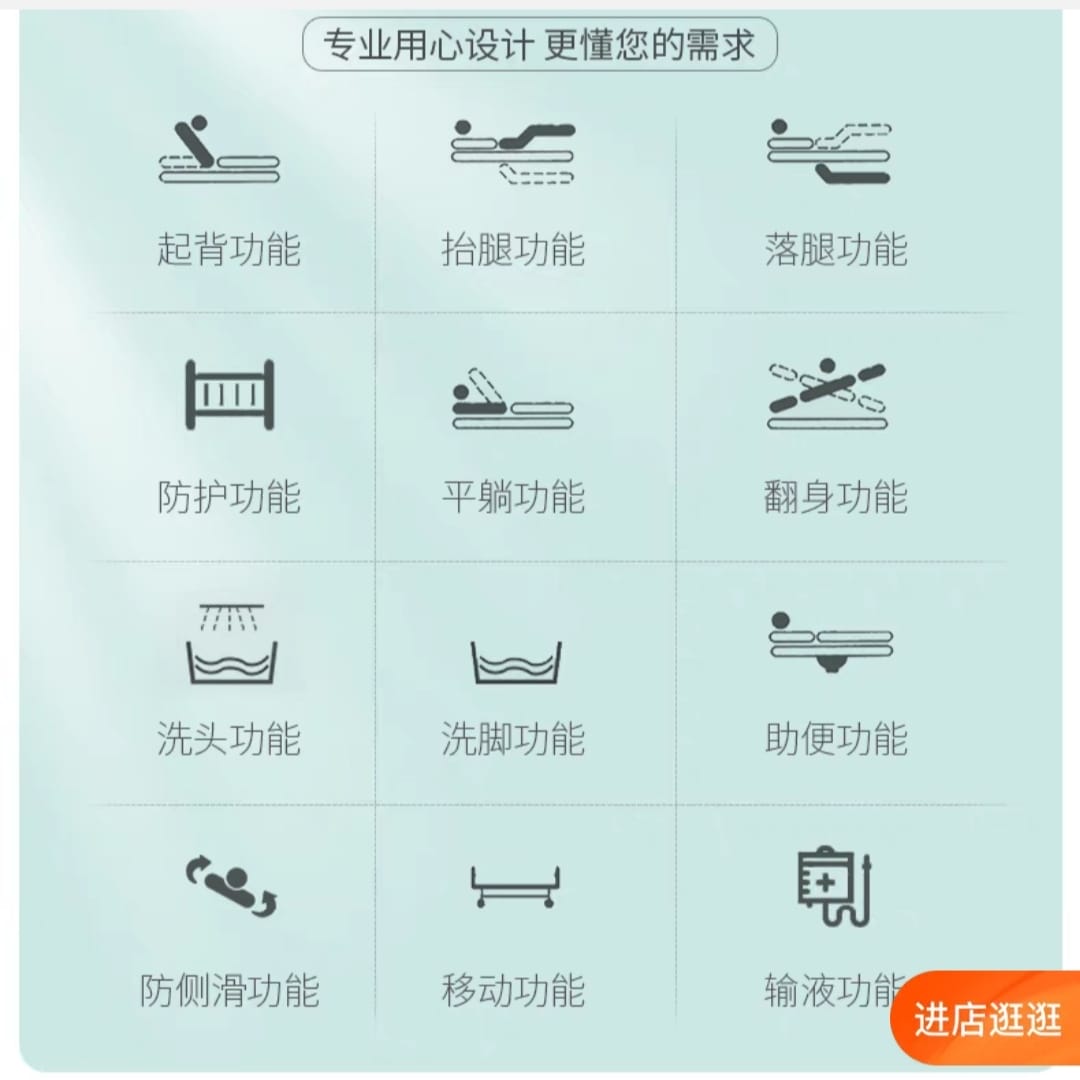 专业用心设计 更懂您的需求
起背功能
抬腿功能
落腿功能
防护功能
平躺功能
翻身功能
洗头功能
洗脚功能
助便功能
防侧滑功能
移动功能
输液功能
进店逛逛